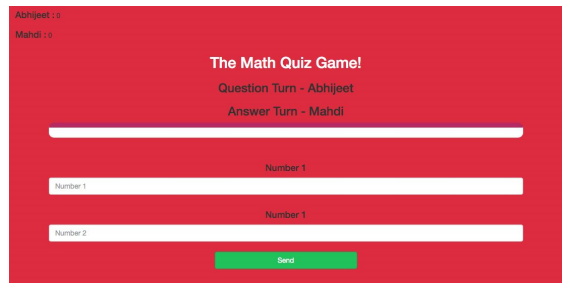 Abhijeet : 0
Mahdi : 0
The Math Quiz Game!
Question Turn - Abhijeet
Answer Turn - Mahdi
Number 1
Number 1
Number 1
Number 2
Send